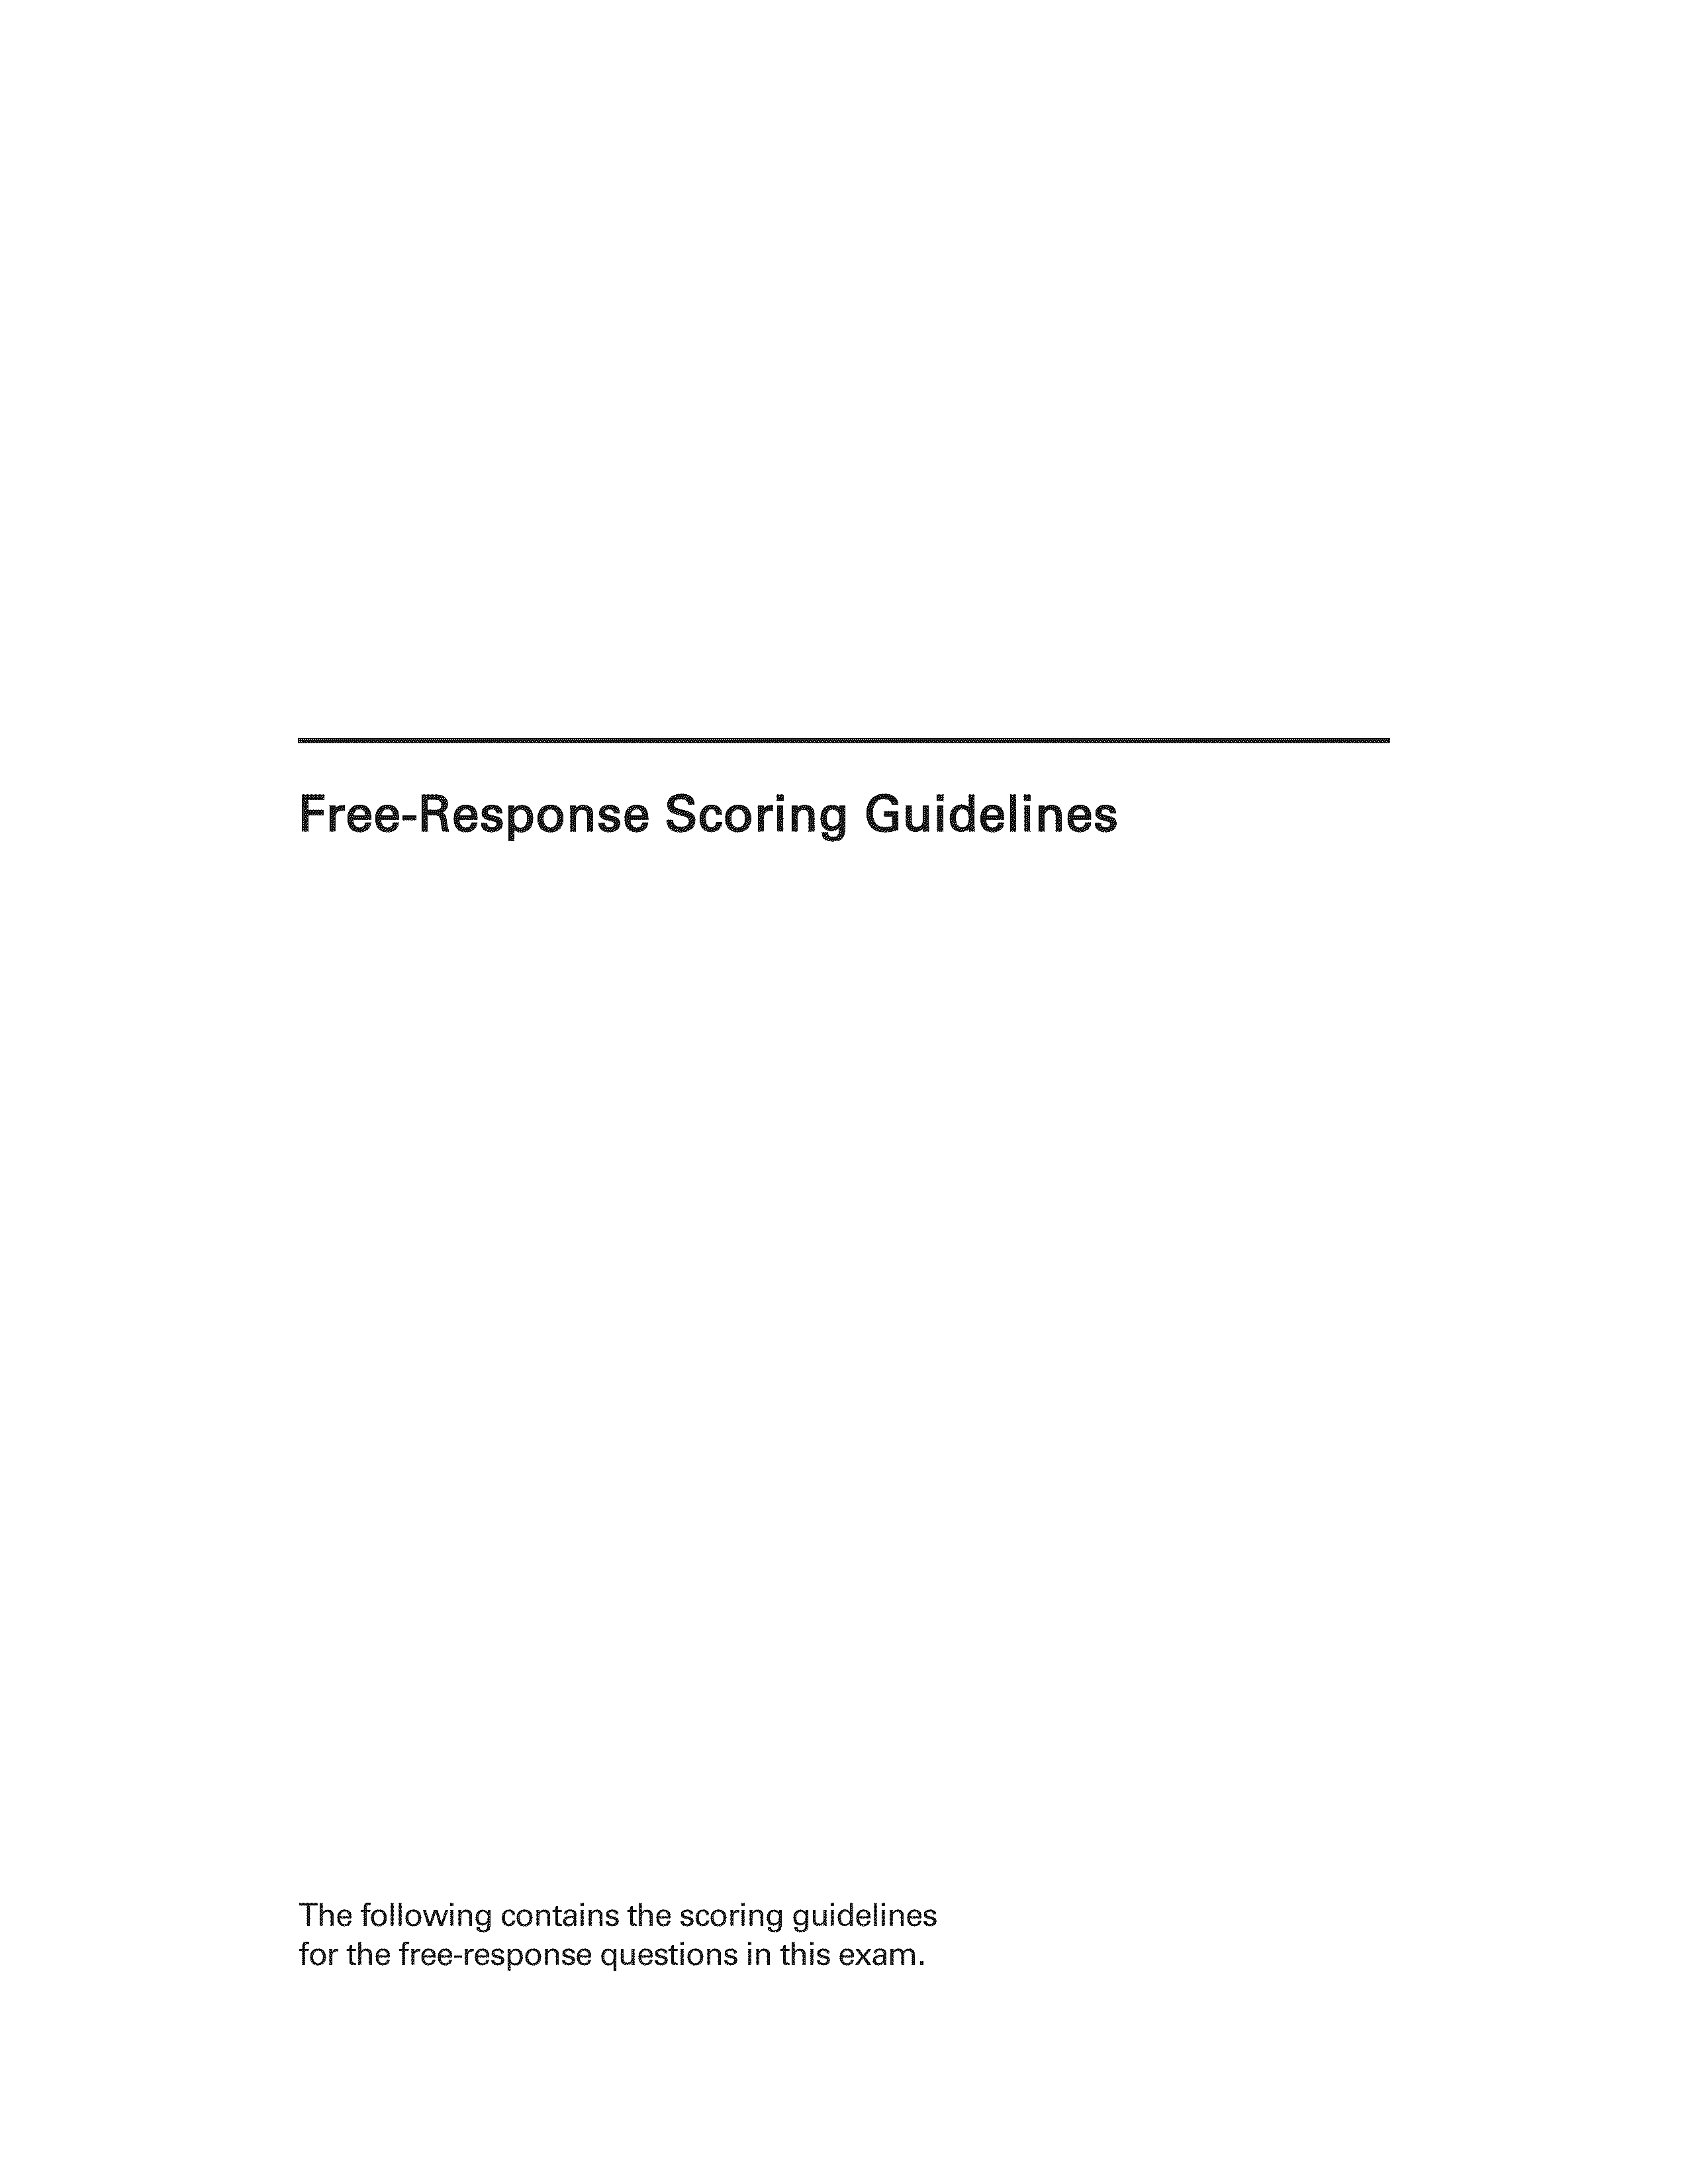 Free-Response Scoring Guidelines
The following contains the scoring guidelines
for the free-response questions in this exam.